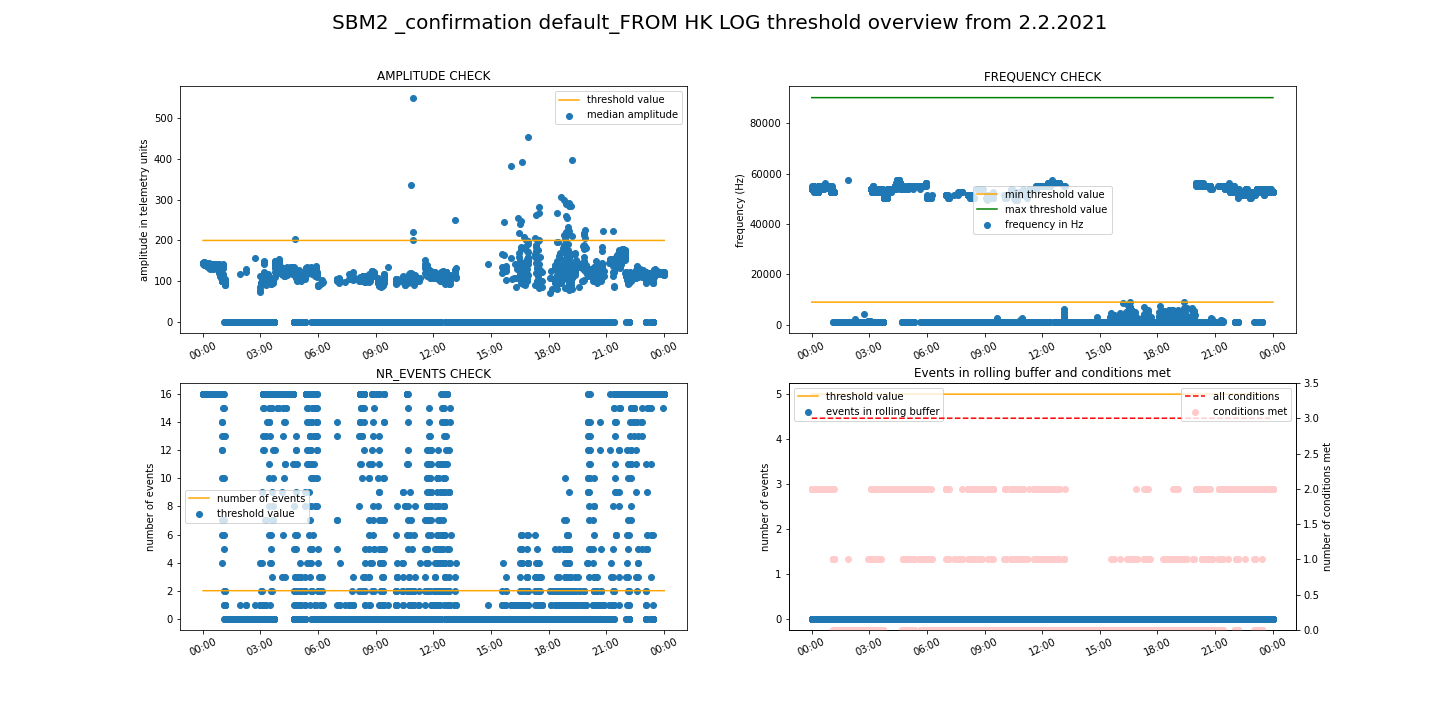 SBM2 _confirmation default_FROM HK LOG threshold overview from 2.2.2021
AMPLITUDE CHECK
amplitude in telemetry units
500
400
300
200
100
0
threshold value
median amplitude
00:00 03:00 06:00 09:00 12:00 15:00 18:00 21:00 00:00
FREQUENCY CHECK
frequency (Hz)
80000
60000
40000
20000
0
min threshold value
max threshold value
frequency in Hz
00:00 03:00 06:00 09:00 12:00 15:00 18:00 21:00 00:00
NR_EVENTS CHECK
number of events
16
14
12
10
8
6
4
2
0
number of events
threshold value
00:00 03:00 06:00 09:00 12:00 15:00 18:00 21:00 00:00
Events in rolling buffer and conditions met
number of events
5
4
3
2
1
0
threshold value
events in rolling buffer
all conditions
conditions met
3.5
3.0
2.5
2.0
1.5
1.0
0.5
0.0
number of conditions met
00:00 03:00 06:00 09:00 12:00 15:00 18:00 21:00 00:00